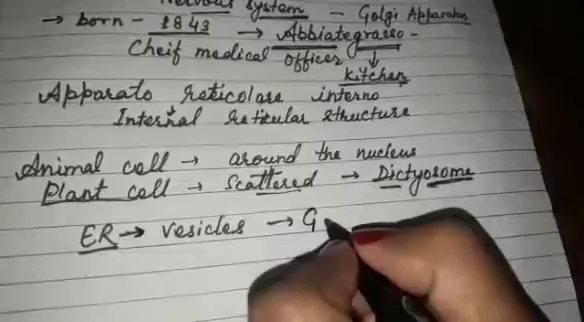 Nervous System - Golgi Apparatus
→ born - 1843 → Abbiategrasso -
Cheif medical officer ↓
kitchen
Apparato reticolare interno
Internal reticular structure
Animal cell → around the nucleus
Plant cell → Scattered → Dictyosome
ER → vesicles → G